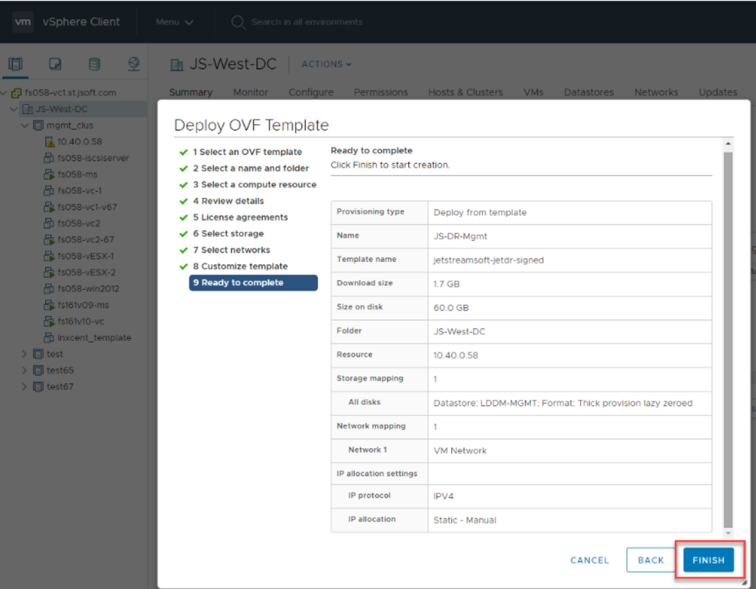 vm vSphere Client Menu Search in all environments
JS-West-DC ACTIONS
Summary Monitor Configure Permissions Hosts & Clusters VMs Datastores Networks Updates
fs058-vc1.st.jsoft.com
JS-West-DC
mgmt_clus
10.40.0.58
fs058-iscsiserver
fs058-ms
fs058-vc-1
fs058-vc1-v67
fs058-vc2
fs058-vc2-67
fs058-vESX-1
fs058-vESX-2
fs058-win2012
fs161v09-ms
fs161v10-vc
lnxcent_template
test
test65
test67
Deploy OVF Template
1 Select an OVF template
2 Select a name and folder
3 Select a compute resource
4 Review details
5 License agreements
6 Select storage
7 Select networks
8 Customize template
9 Ready to complete
Ready to complete
Click Finish to start creation.
Provisioning type Deploy from template
Name JS-DR-Mgmt
Template name jetstreamsoft-jetdr-signed
Download size 1.7 GB
Size on disk 60.0 GB
Folder JS-West-DC
Resource 10.40.0.58
Storage mapping 1
All disks Datastore: LDDM-MGMT; Format: Thick provision lazy zeroed
Network mapping 1
Network 1 VM Network
IP allocation settings
IP protocol IPV4
IP allocation Static - Manual
CANCEL BACK FINISH